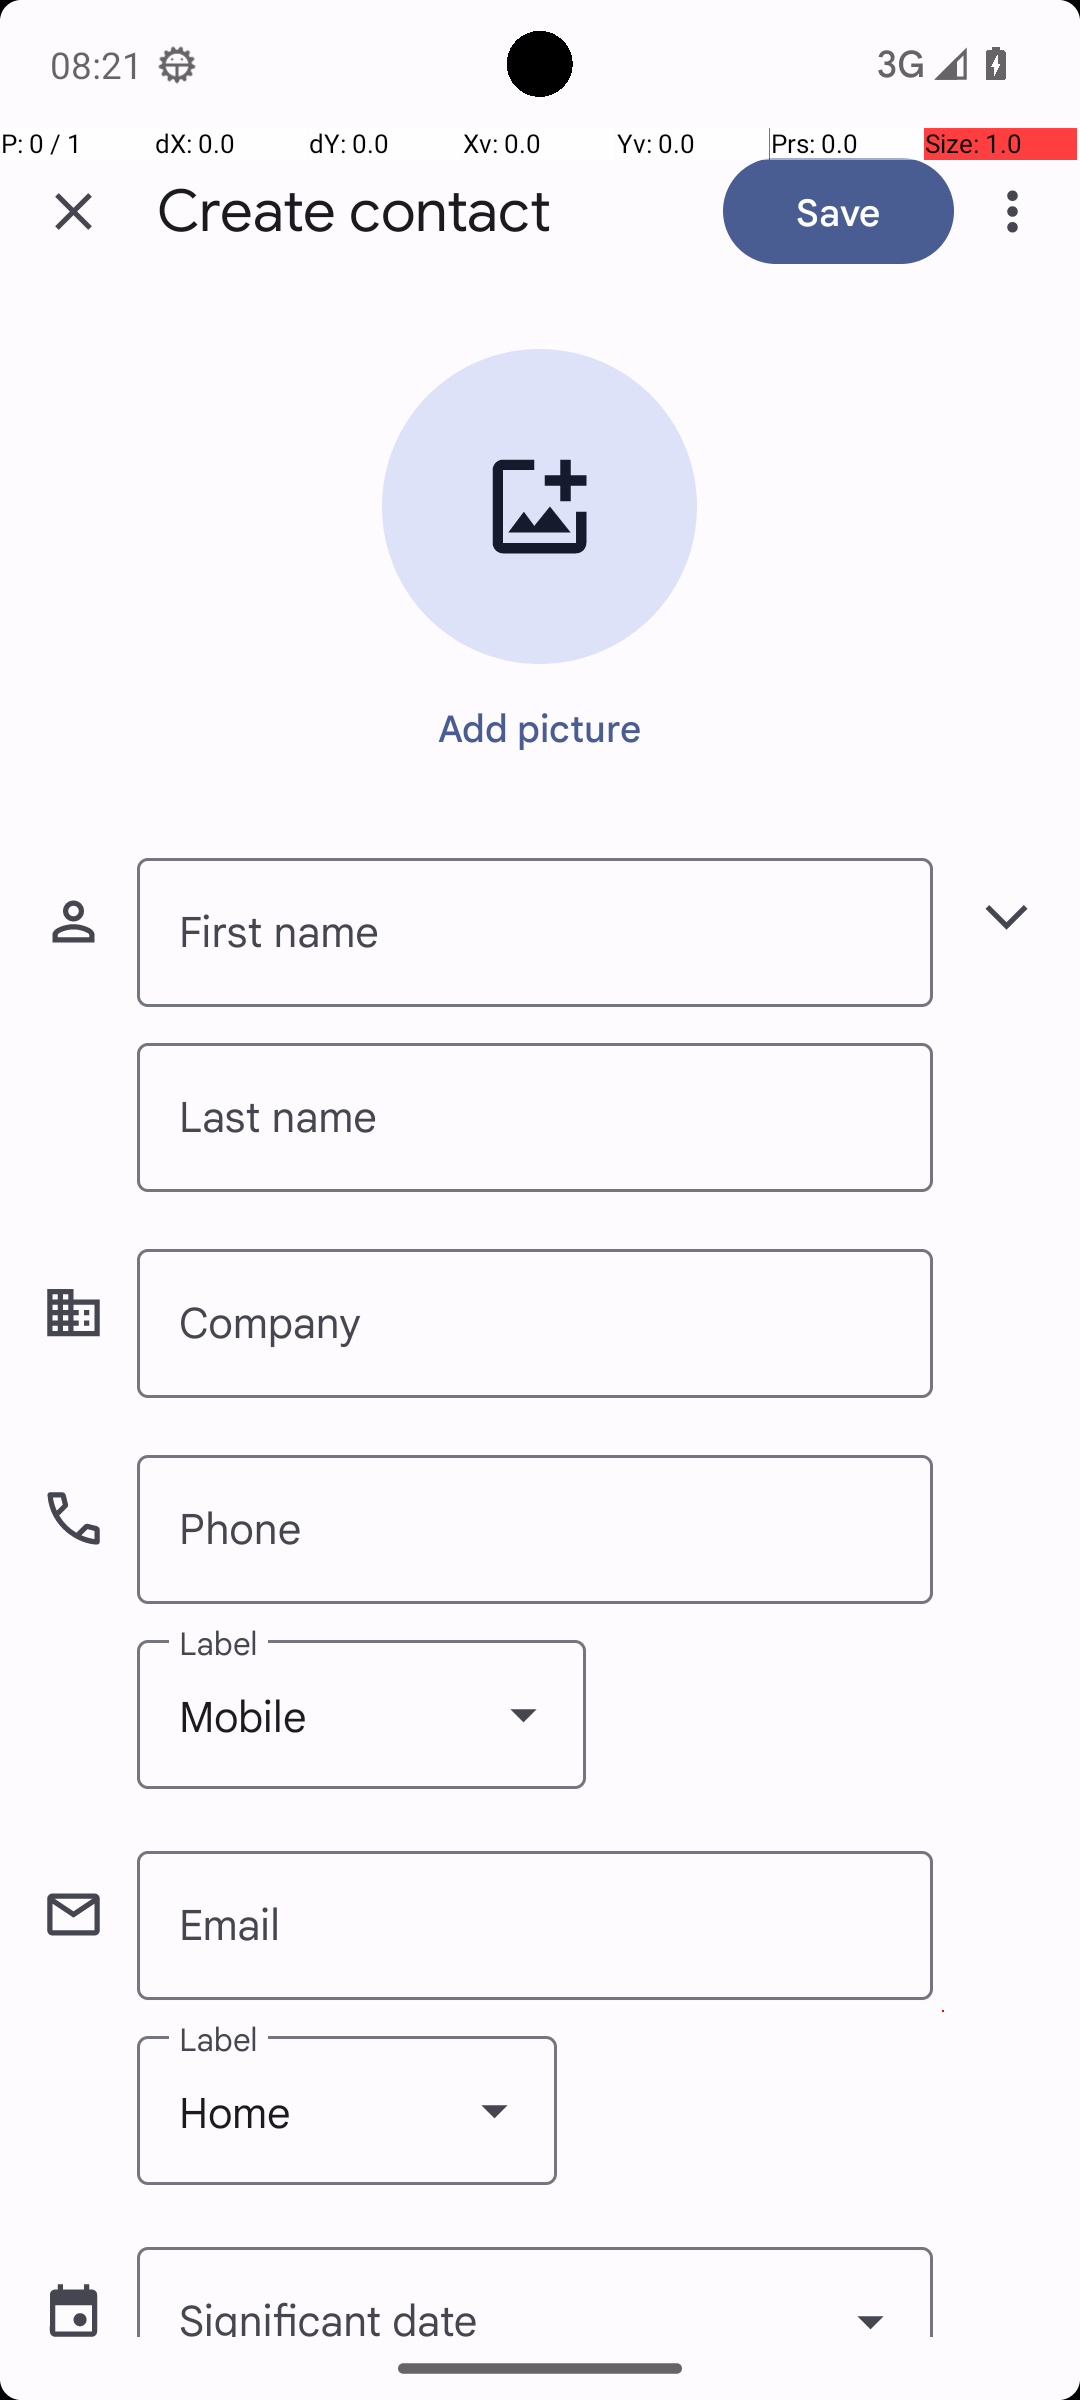 08:21
3G
P: 0 / 1 dX: 0.0 dY: 0.0 Xv: 0.0 Yv: 0.0 Prs: 0.0 Size: 1.0
Create contact
Save
Add picture
First name
Last name
Company
Phone
Label
Mobile
Email
Label
Home
Significant date